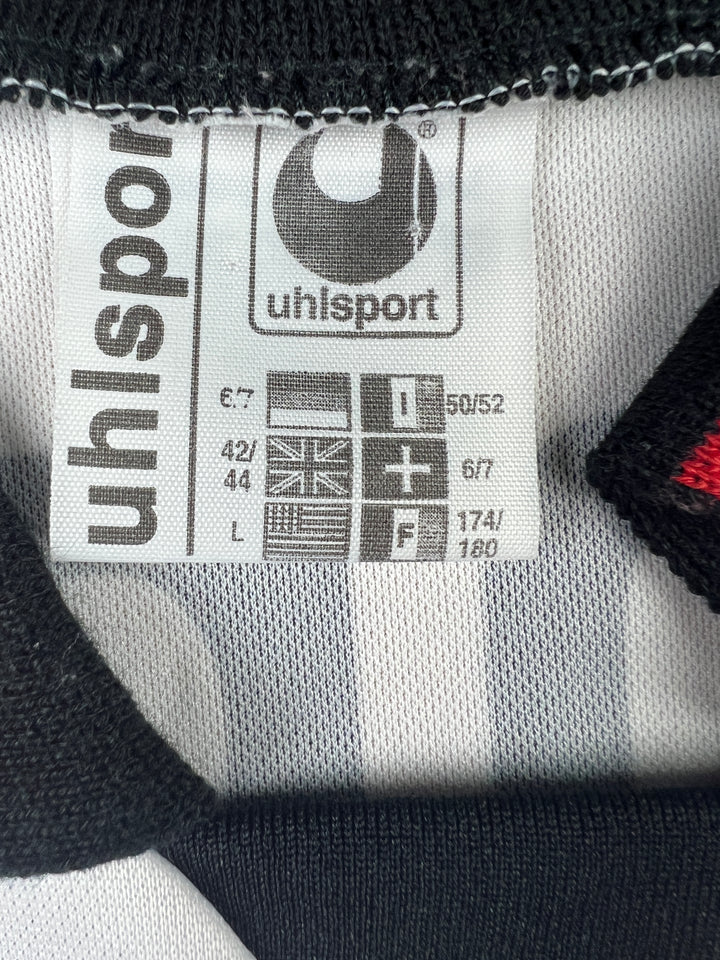 uhlsport
®
uhlsport
6/7 I 50/52
42/ 6/7
44
L F 174/
180